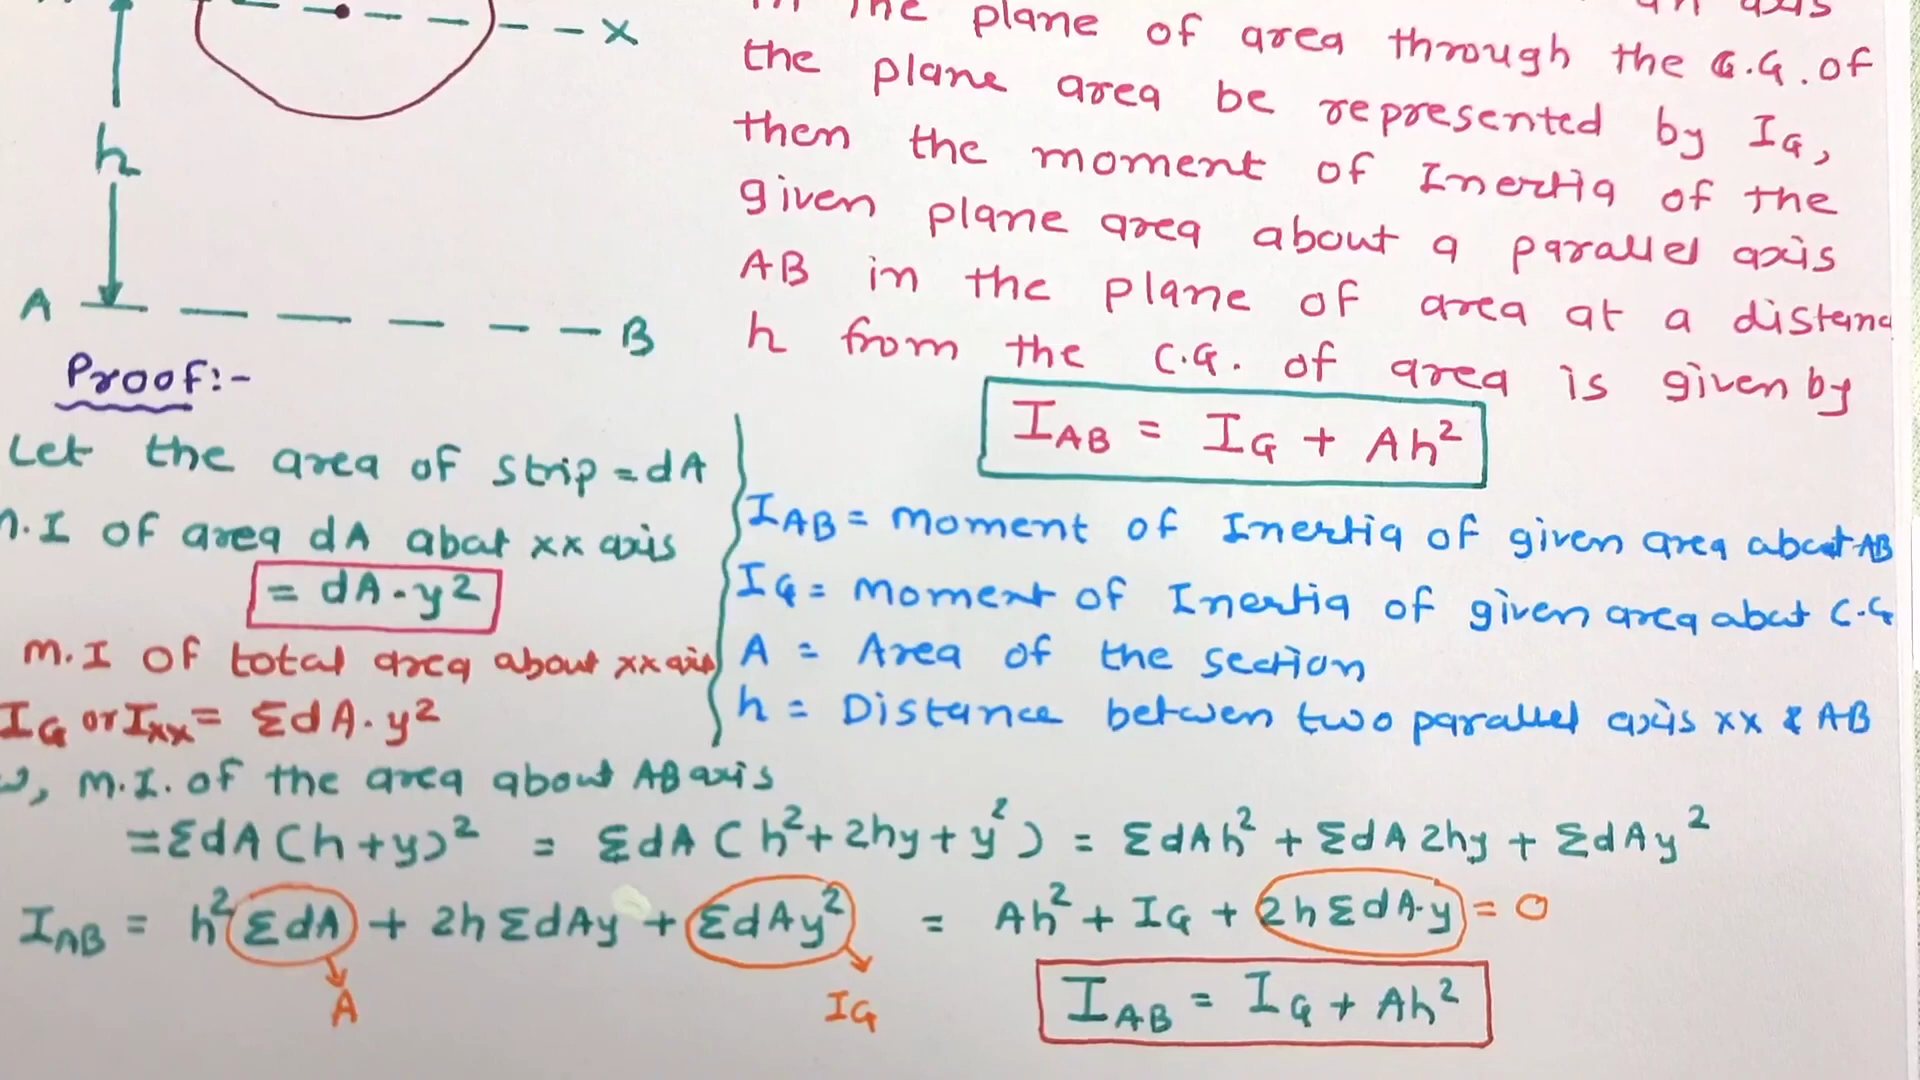 X
h
A
B
the plane of area through the C.G. of
the plane area be represented by IG,
then the moment of Inertia of the
given plane area about a parallel axis
AB in the plane of area at a distanc
h from the C.G. of area is given by
IAB = IG + Ah²
Proof:-
Let the area of strip = dA
M.I of area dA abat xx axis
= dA.y²
M.I of total area about xx axis
IG or Ixx = ΣdA.y²
M.I. of the area about AB axis
= ΣdA(h+y)² = ΣdA(h²+2hy+y²) = ΣdAh² + ΣdA2hy + ΣdAy²
IAB = h²ΣdA + 2hΣdAy + ΣdAy² = Ah² + IG + 2hΣdA.y = 0
A
IG
IAB = IG + Ah²
IAB = Moment of Inertia of given area about AB
IG = Moment of Inertia of given area abut C.G
A = Area of the section
h = Distance betwen two parallel axis xx & AB